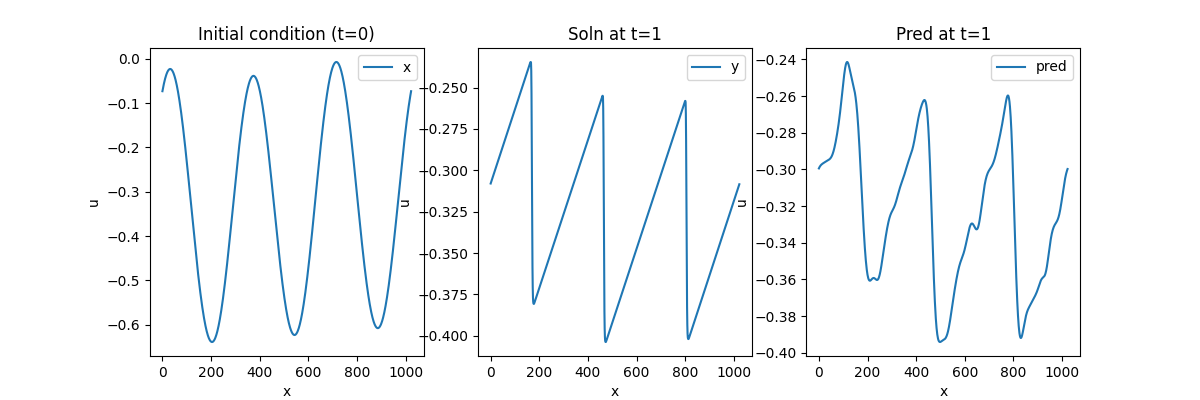 Initial condition (t=0)
x
0.0
−0.1
−0.2
−0.3
−0.4
−0.5
−0.6
u
0 200 400 600 800 1000
x
Soln at t=1
y
−0.250
−0.275
−0.300
−0.325
−0.350
−0.375
−0.400
u
0 200 400 600 800 1000
x
Pred at t=1
pred
−0.24
−0.26
−0.28
−0.30
−0.32
−0.34
−0.36
−0.38
−0.40
u
0 200 400 600 800 1000
x